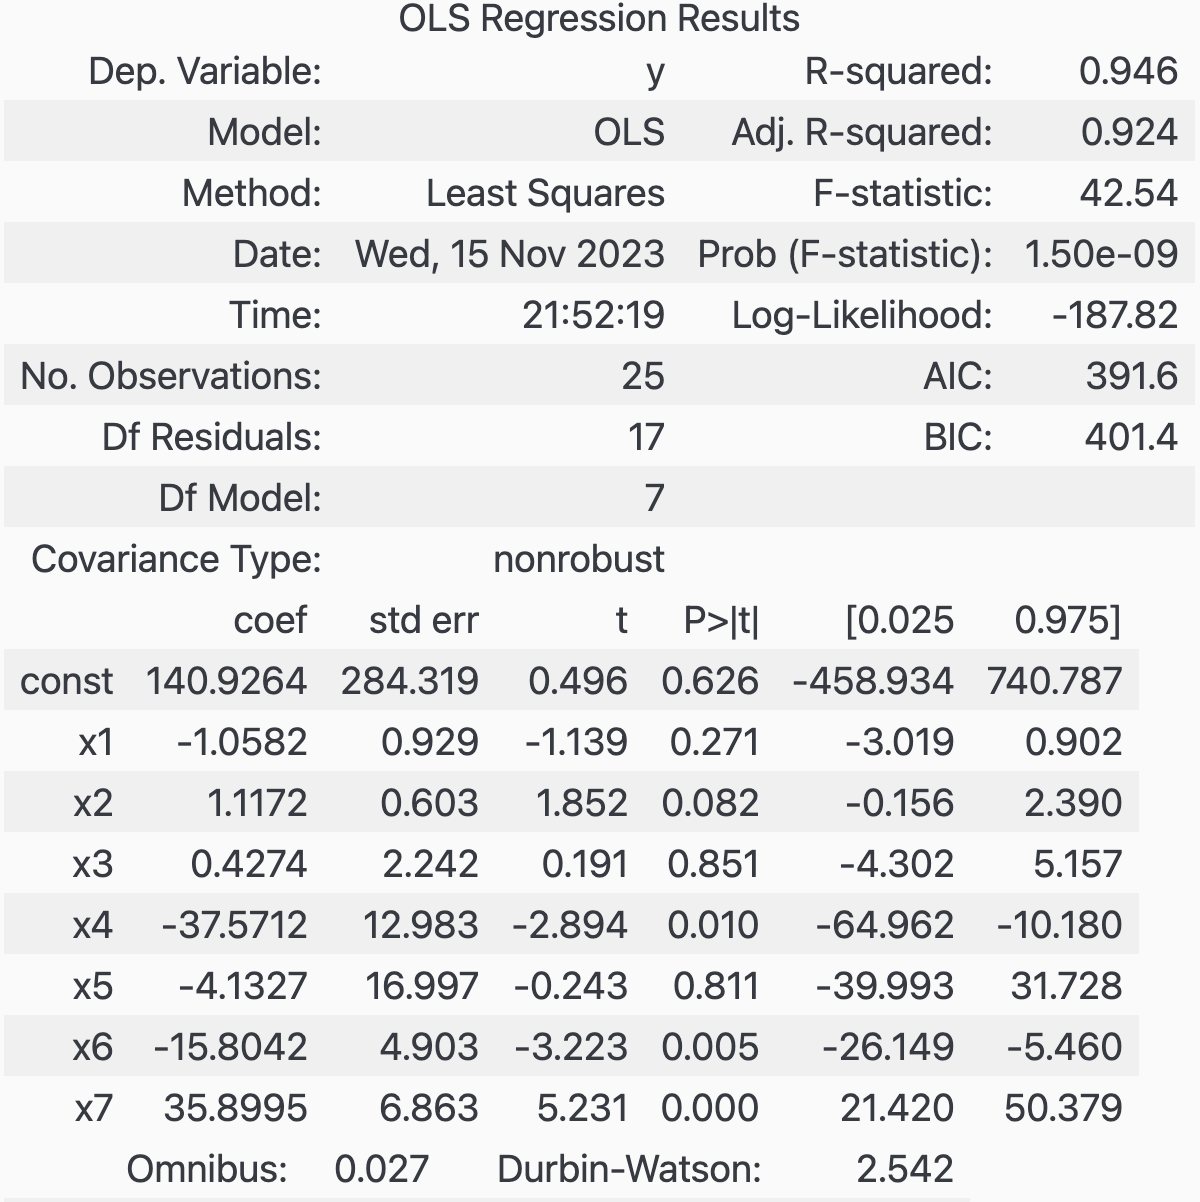 OLS Regression Results
Dep. Variable: y R-squared: 0.946
Model: OLS Adj. R-squared: 0.924
Method: Least Squares F-statistic: 42.54
Date: Wed, 15 Nov 2023 Prob (F-statistic): 1.50e-09
Time: 21:52:19 Log-Likelihood: -187.82
No. Observations: 25 AIC: 391.6
Df Residuals: 17 BIC: 401.4
Df Model: 7
Covariance Type: nonrobust
coef std err t P>|t| [0.025 0.975]
const 140.9264 284.319 0.496 0.626 -458.934 740.787
x1 -1.0582 0.929 -1.139 0.271 -3.019 0.902
x2 1.1172 0.603 1.852 0.082 -0.156 2.390
x3 0.4274 2.242 0.191 0.851 -4.302 5.157
x4 -37.5712 12.983 -2.894 0.010 -64.962 -10.180
x5 -4.1327 16.997 -0.243 0.811 -39.993 31.728
x6 -15.8042 4.903 -3.223 0.005 -26.149 -5.460
x7 35.8995 6.863 5.231 0.000 21.420 50.379
Omnibus: 0.027 Durbin-Watson: 2.542